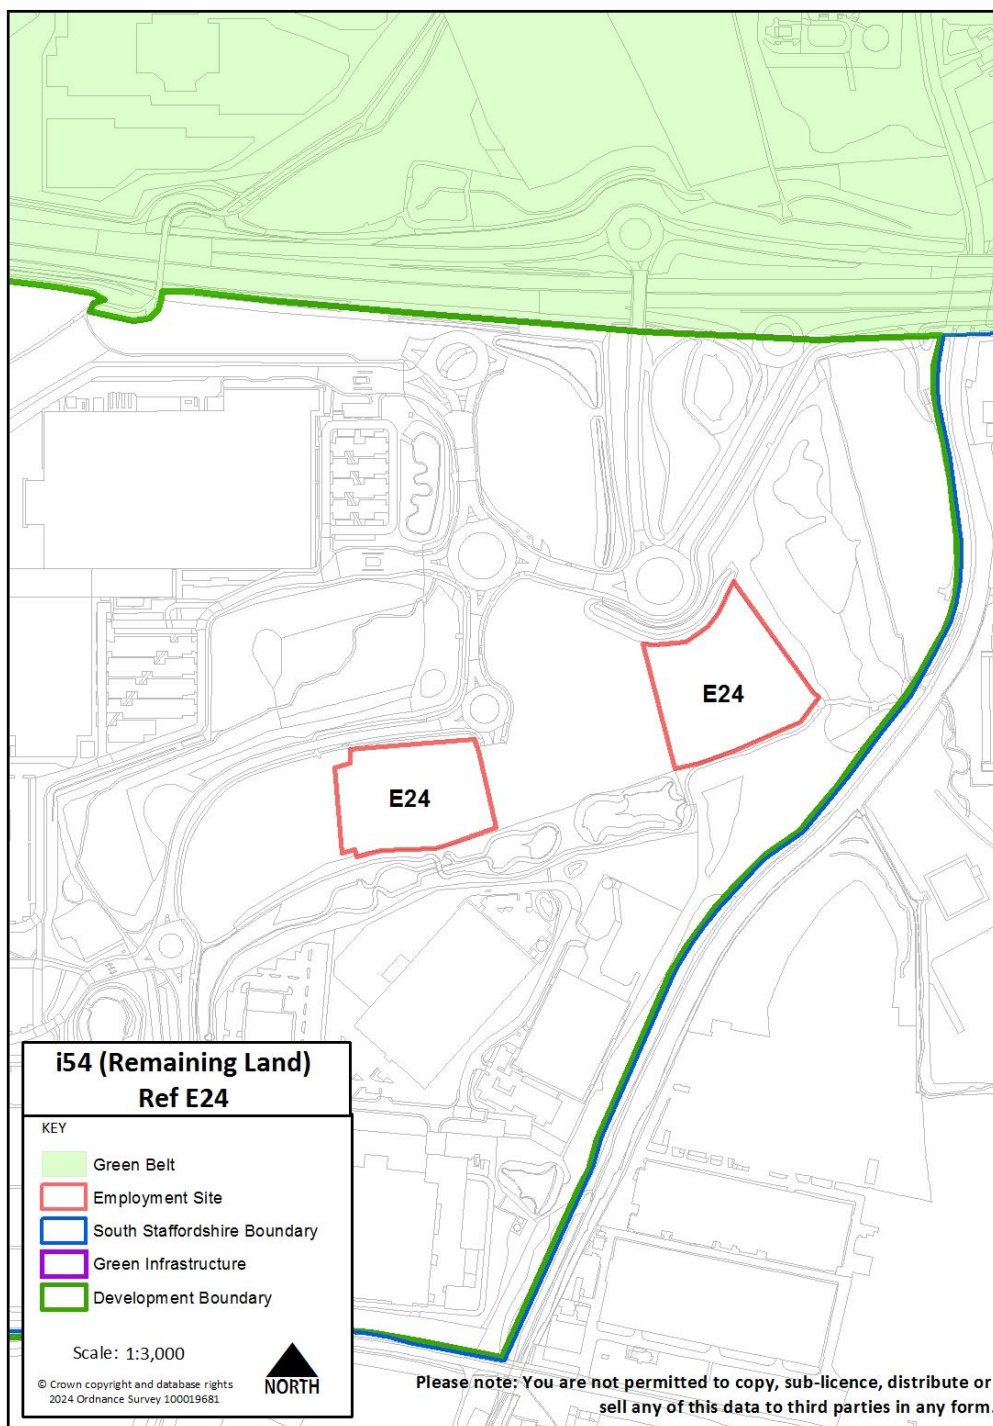 E24
E24
i54 (Remaining Land)
Ref E24
KEY
Green Belt
Employment Site
South Staffordshire Boundary
Green Infrastructure
Development Boundary
Scale: 1:3,000
© Crown copyright and database rights
2024 Ordnance Survey 100019681
NORTH
Please note: You are not permitted to copy, sub-licence, distribute or
sell any of this data to third parties in any form.